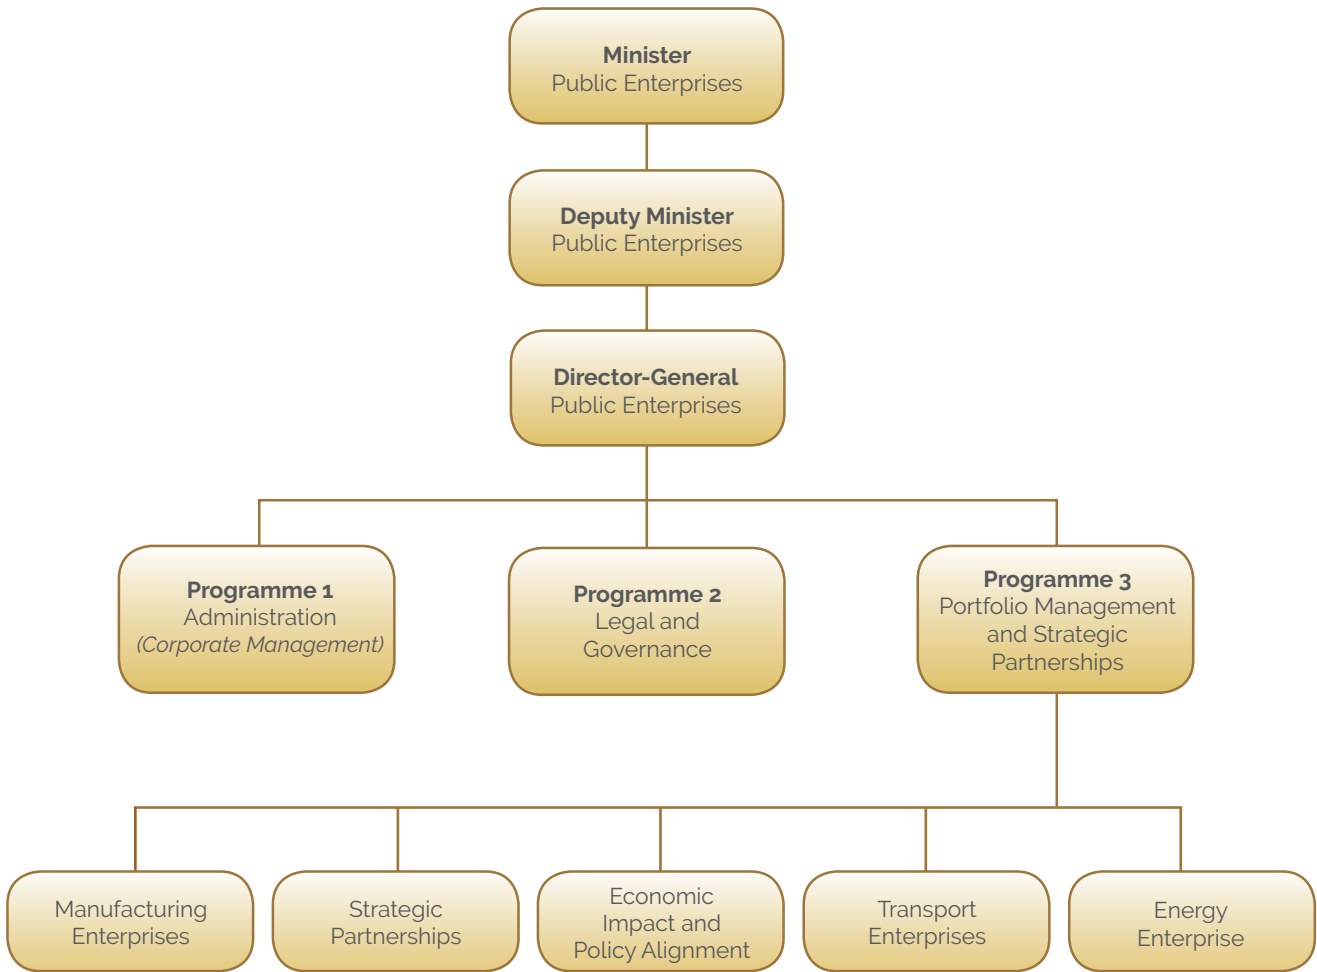 Minister
Public Enterprises
Deputy Minister
Public Enterprises
Director-General
Public Enterprises
Programme 1
Administration
(Corporate Management)
Programme 2
Legal and
Governance
Programme 3
Portfolio Management
and Strategic
Partnerships
Manufacturing
Enterprises
Strategic
Partnerships
Economic
Impact and
Policy Alignment
Transport
Enterprises
Energy
Enterprise